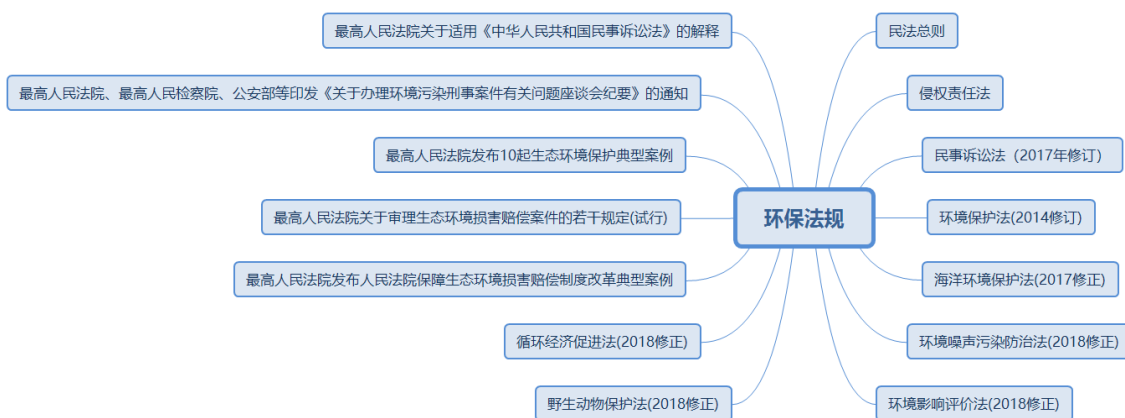 最高人民法院关于适用《中华人民共和国民事诉讼法》的解释
最高人民法院、最高人民检察院、公安部等印发《关于办理环境污染刑事案件有关问题座谈会纪要》的通知
最高人民法院发布10起生态环境保护典型案例
最高人民法院关于审理生态环境损害赔偿案件的若干规定(试行)
最高人民法院发布人民法院保障生态环境损害赔偿制度改革典型案例
循环经济促进法(2018修正)
野生动物保护法(2018修正)
环保法规
民法总则
侵权责任法
民事诉讼法（2017年修订）
环境保护法(2014修订)
海洋环境保护法(2017修正)
环境噪声污染防治法(2018修正)
环境影响评价法(2018修正)